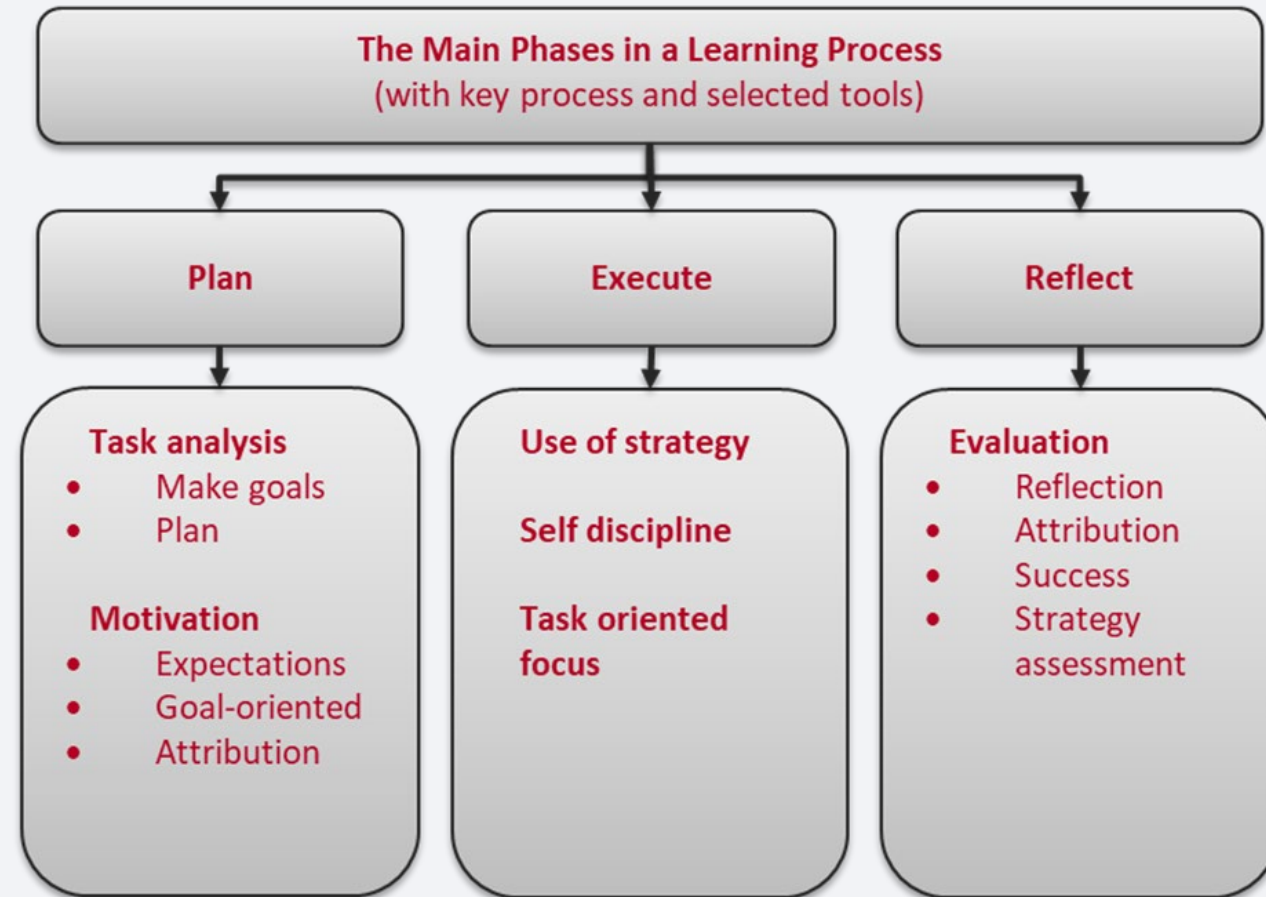 The Main Phases in a Learning Process
(with key process and selected tools)
Plan
Execute
Reflect
Task analysis
• Make goals
• Plan
Motivation
• Expectations
• Goal-oriented
• Attribution
Use of strategy
Self discipline
Task oriented
focus
Evaluation
• Reflection
• Attribution
• Success
• Strategy
assessment